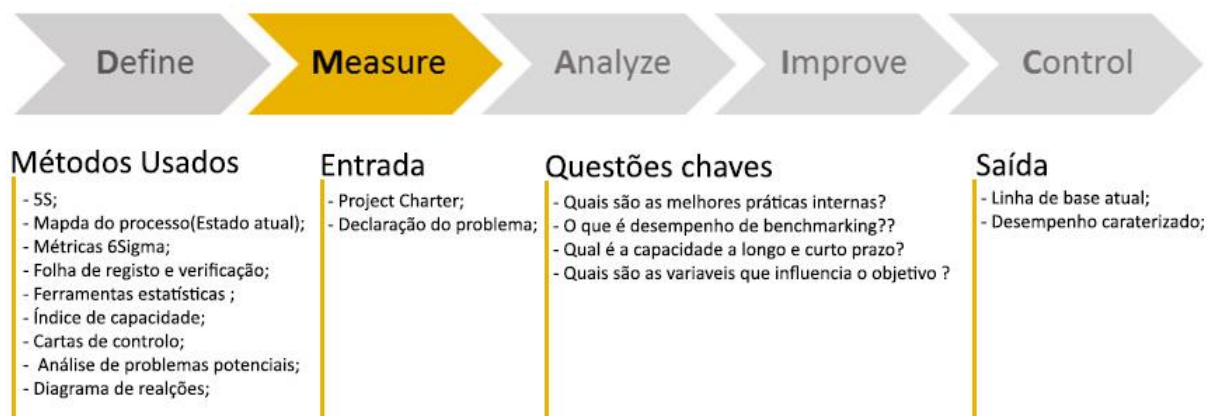 Define
Measure
Analyze
Improve
Control
Métodos Usados
- 5S;
- Mapda do processo(Estado atual);
- Métricas 6Sigma;
- Folha de registo e verificação;
- Ferramentas estatísticas ;
- Índice de capacidade;
- Cartas de controlo;
- Análise de problemas potenciais;
- Diagrama de realções;
Entrada
- Project Charter;
- Declaração do problema;
Questões chaves
- Quais são as melhores práticas internas?
- O que é desempenho de benchmarking??
- Qual é a capacidade a longo e curto prazo?
- Quais são as variaveis que influencia o objetivo ?
Saída
- Linha de base atual;
- Desempenho caraterizado;